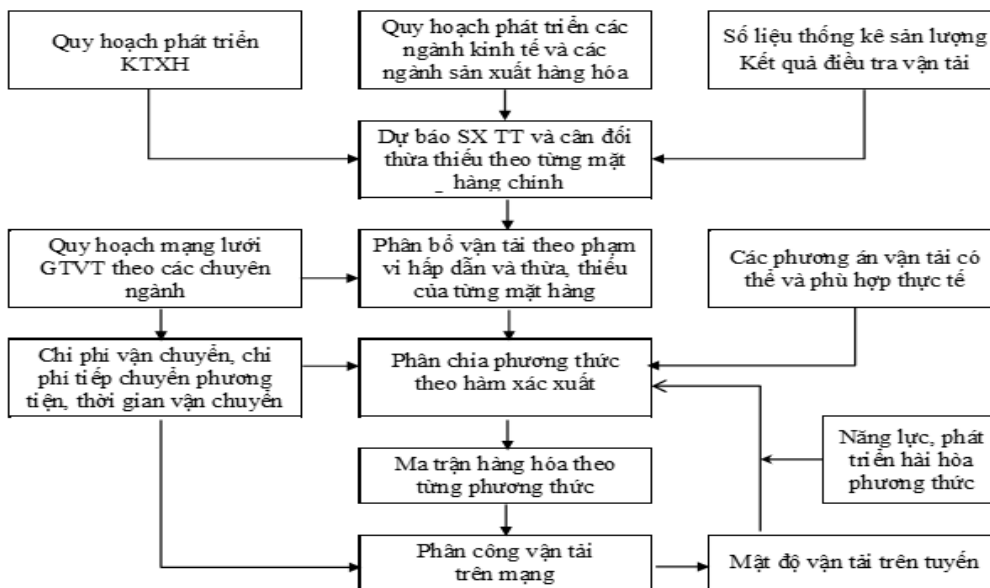 Quy hoạch phát triển
KTXH
Quy hoạch phát triển các
ngành kinh tế và các
ngành sản xuất hàng hóa
Số liệu thống kê sản lượng
Kết quả điều tra vận tải
Dự báo SX TT và cân đối
thừa thiếu theo từng mặt
hàng chính
Quy hoạch mạng lưới
GTVT theo các chuyên
ngành
Phân bổ vận tải theo phạm
vi hấp dẫn và thừa, thiếu
của từng mặt hàng
Các phương án vận tải có
thể và phù hợp thực tế
Chi phí vận chuyển, chi
phí tiếp chuyển phương
tiện, thời gian vận chuyển
Phân chia phương thức
theo hàm xác xuất
Năng lực, phát
triển hài hòa
phương thức
Ma trận hàng hóa theo
từng phương thức
Phân công vận tải
trên mạng
Mật độ vận tải trên tuyến